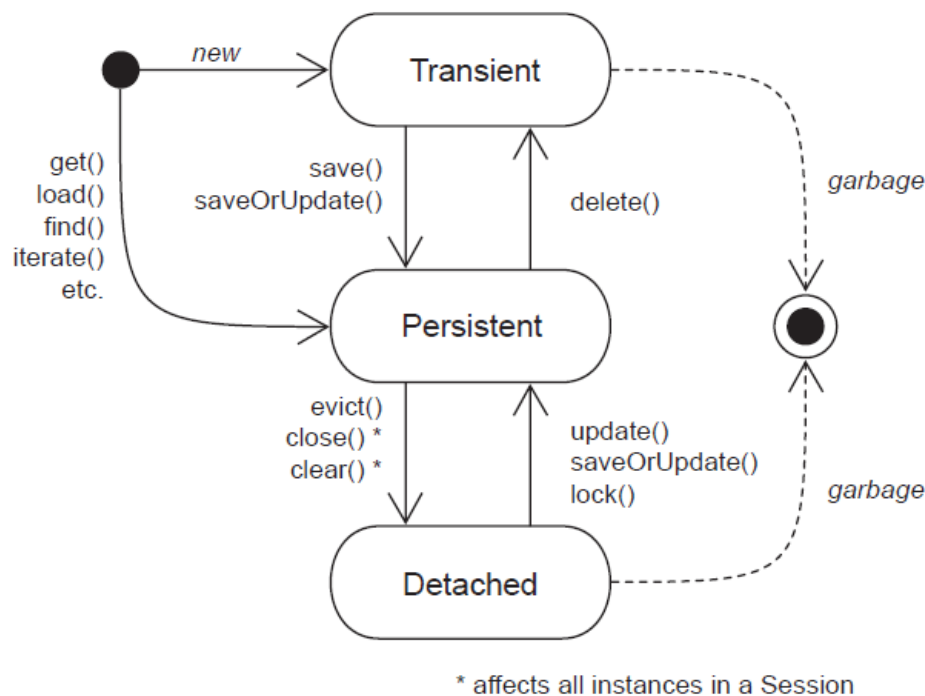 new
Transient
get()
load()
find()
iterate()
etc.
save()
saveOrUpdate()
delete()
garbage
Persistent
evict()
close() *
clear() *
update()
saveOrUpdate()
lock()
garbage
Detached
* affects all instances in a Session